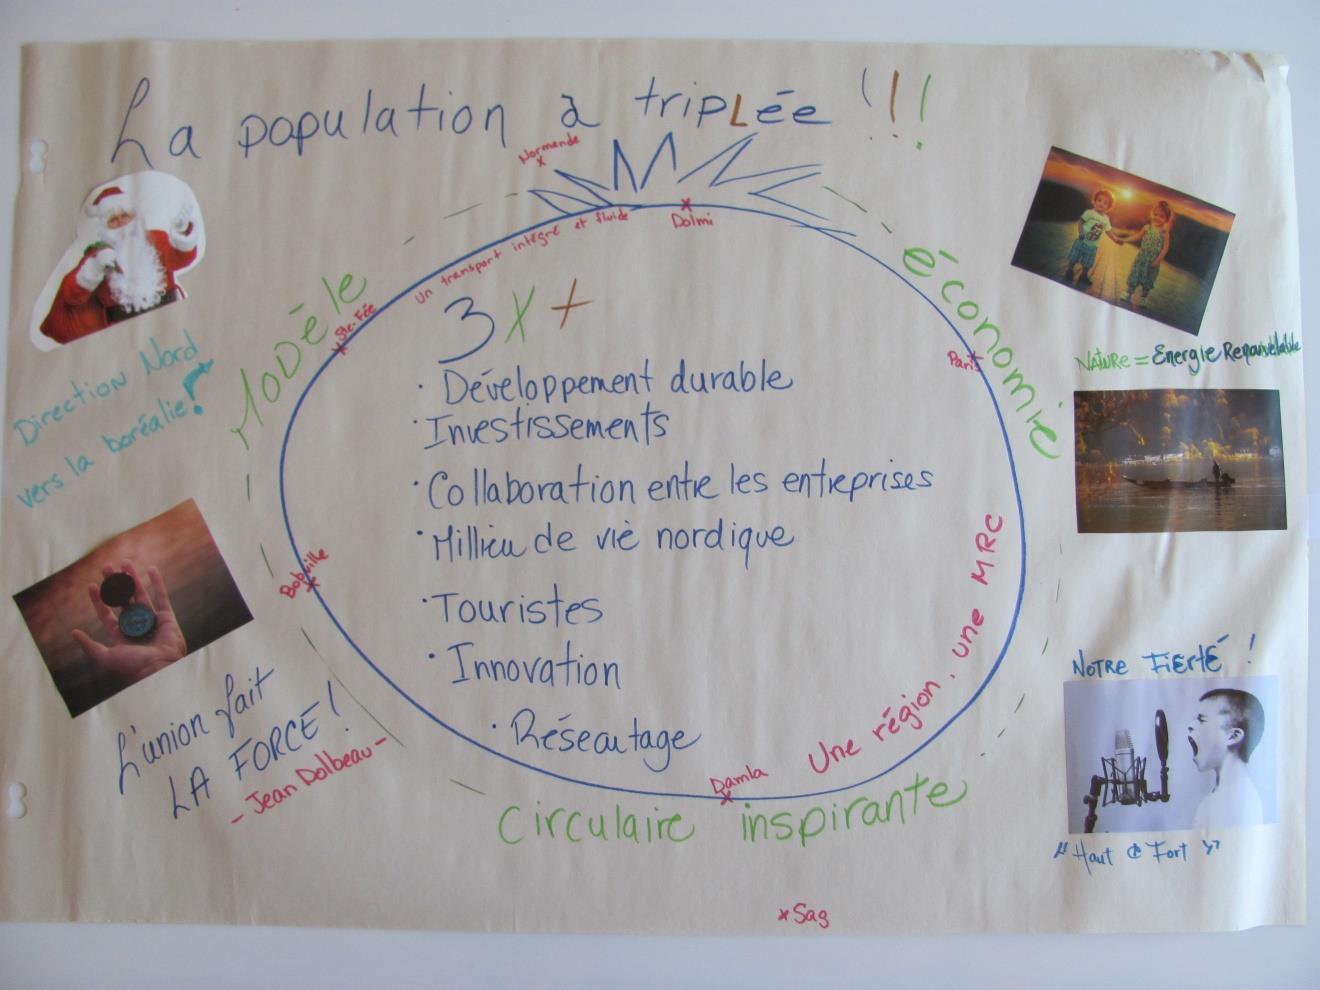 La population à triplée !!!
Normande
Dolmi
un transport intégré et fluide
Modèle
Ste-Fée
économie
Paris
3 X +
Direction Nord
vers la boréalie!
Nature = Energie Renouvelable
· Développement durable
· Investissements
· Collaboration entre les entreprises
· Millieu de vie nordique
· Touristes
· Innovation
· Réseautage
Bobville
Une région, une MRC
L'union fait
LA FORCE!
- Jean Dolbeau -
Notre Fierté !
"Haut & Fort"
Damla
circulaire inspirante
x Sag